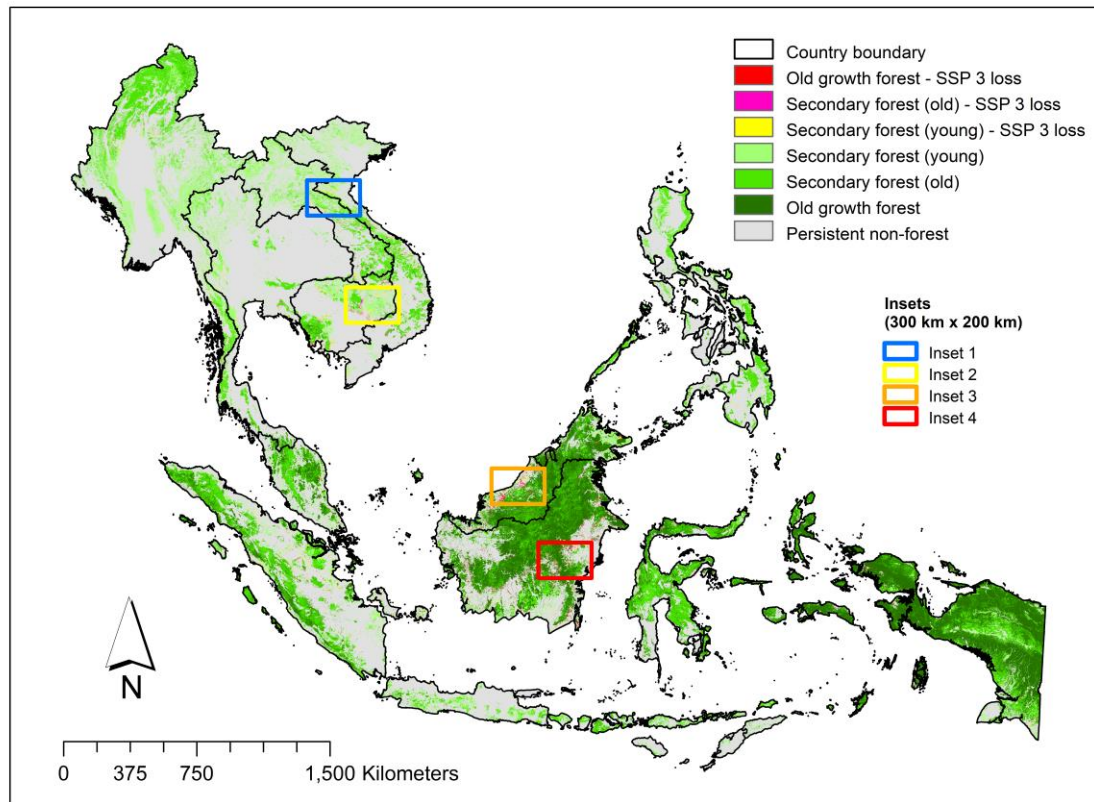 Country boundary
Old growth forest - SSP 3 loss
Secondary forest (old) - SSP 3 loss
Secondary forest (young) - SSP 3 loss
Secondary forest (young)
Secondary forest (old)
Old growth forest
Persistent non-forest
Insets
(300 km x 200 km)
Inset 1
Inset 2
Inset 3
Inset 4
N
0 375 750 1,500 Kilometers